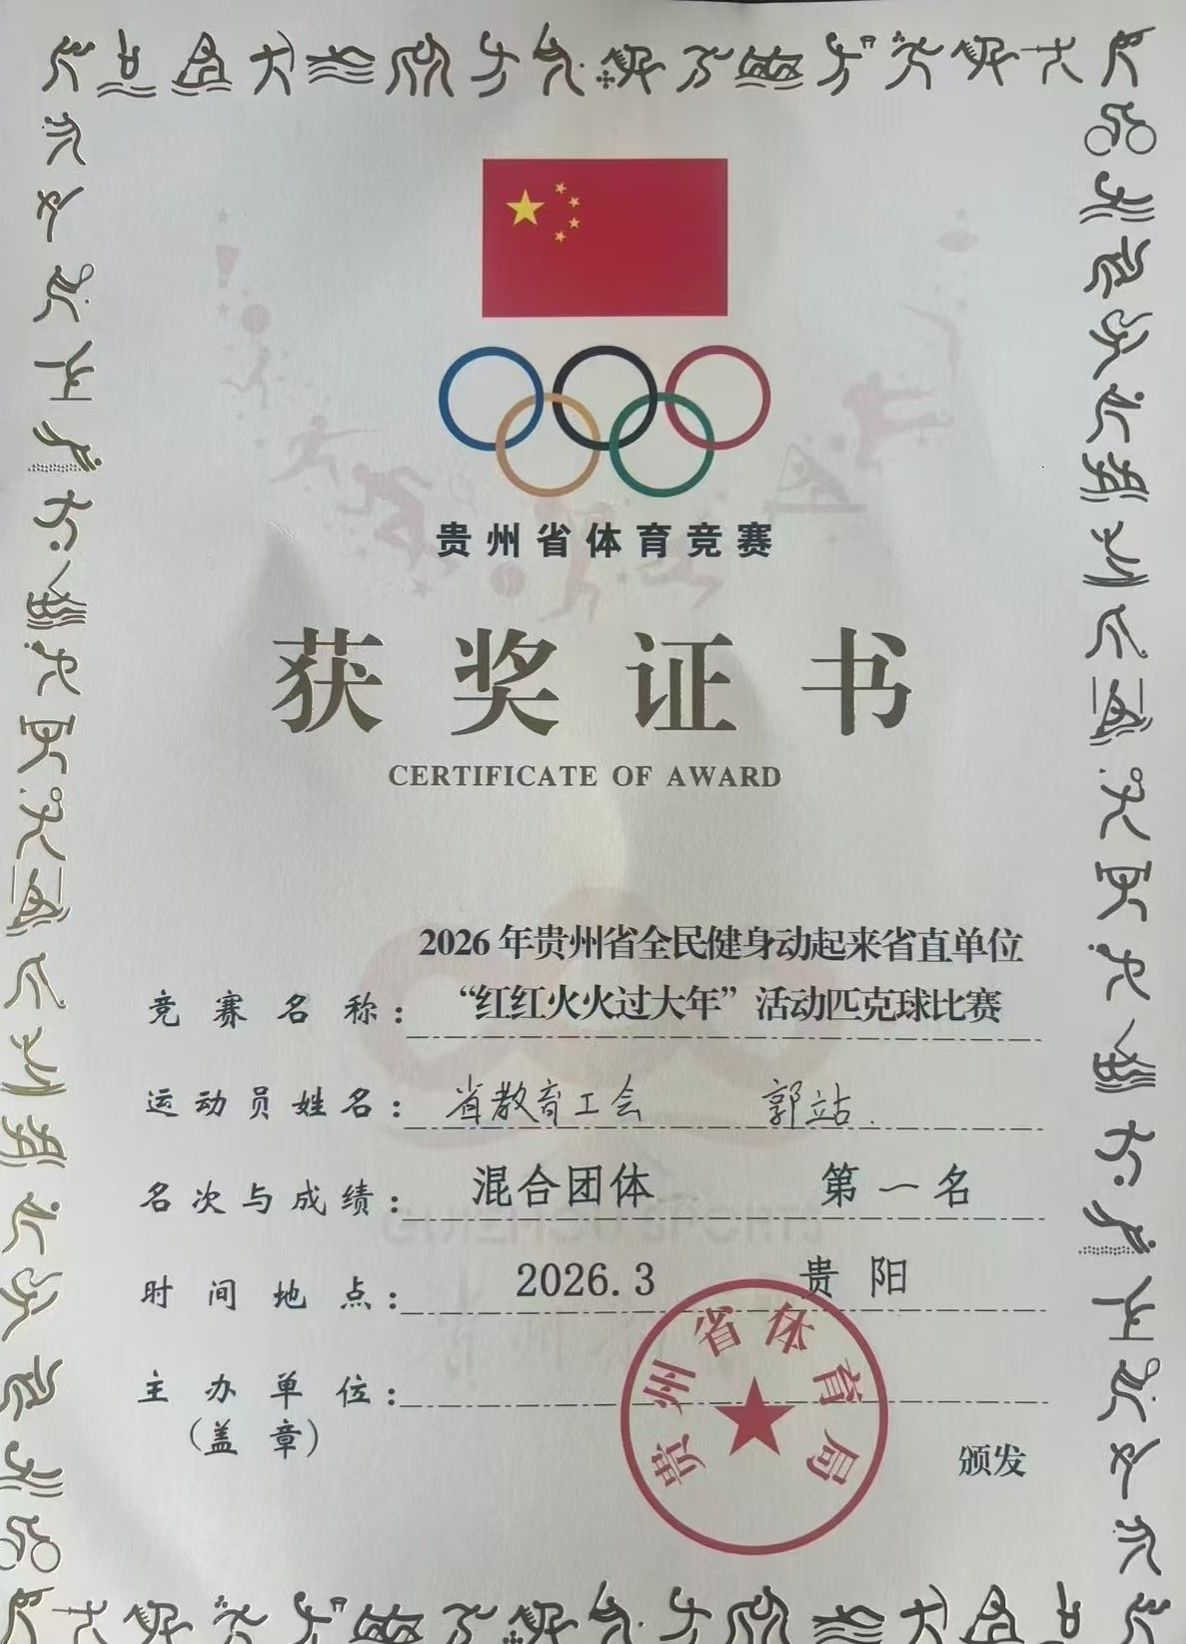 贵州省体育竞赛
获奖证书
CERTIFICATE OF AWARD
2026年贵州省全民健身动起来省直单位
竞赛名称：“红红火火过大年”活动匹克球比赛
运动员姓名：省教育工会 郭站
名次与成绩：混合团体 第一名
时间地点：2026.3 贵阳
主办单位：
（盖章）
贵州省体育局
颁发